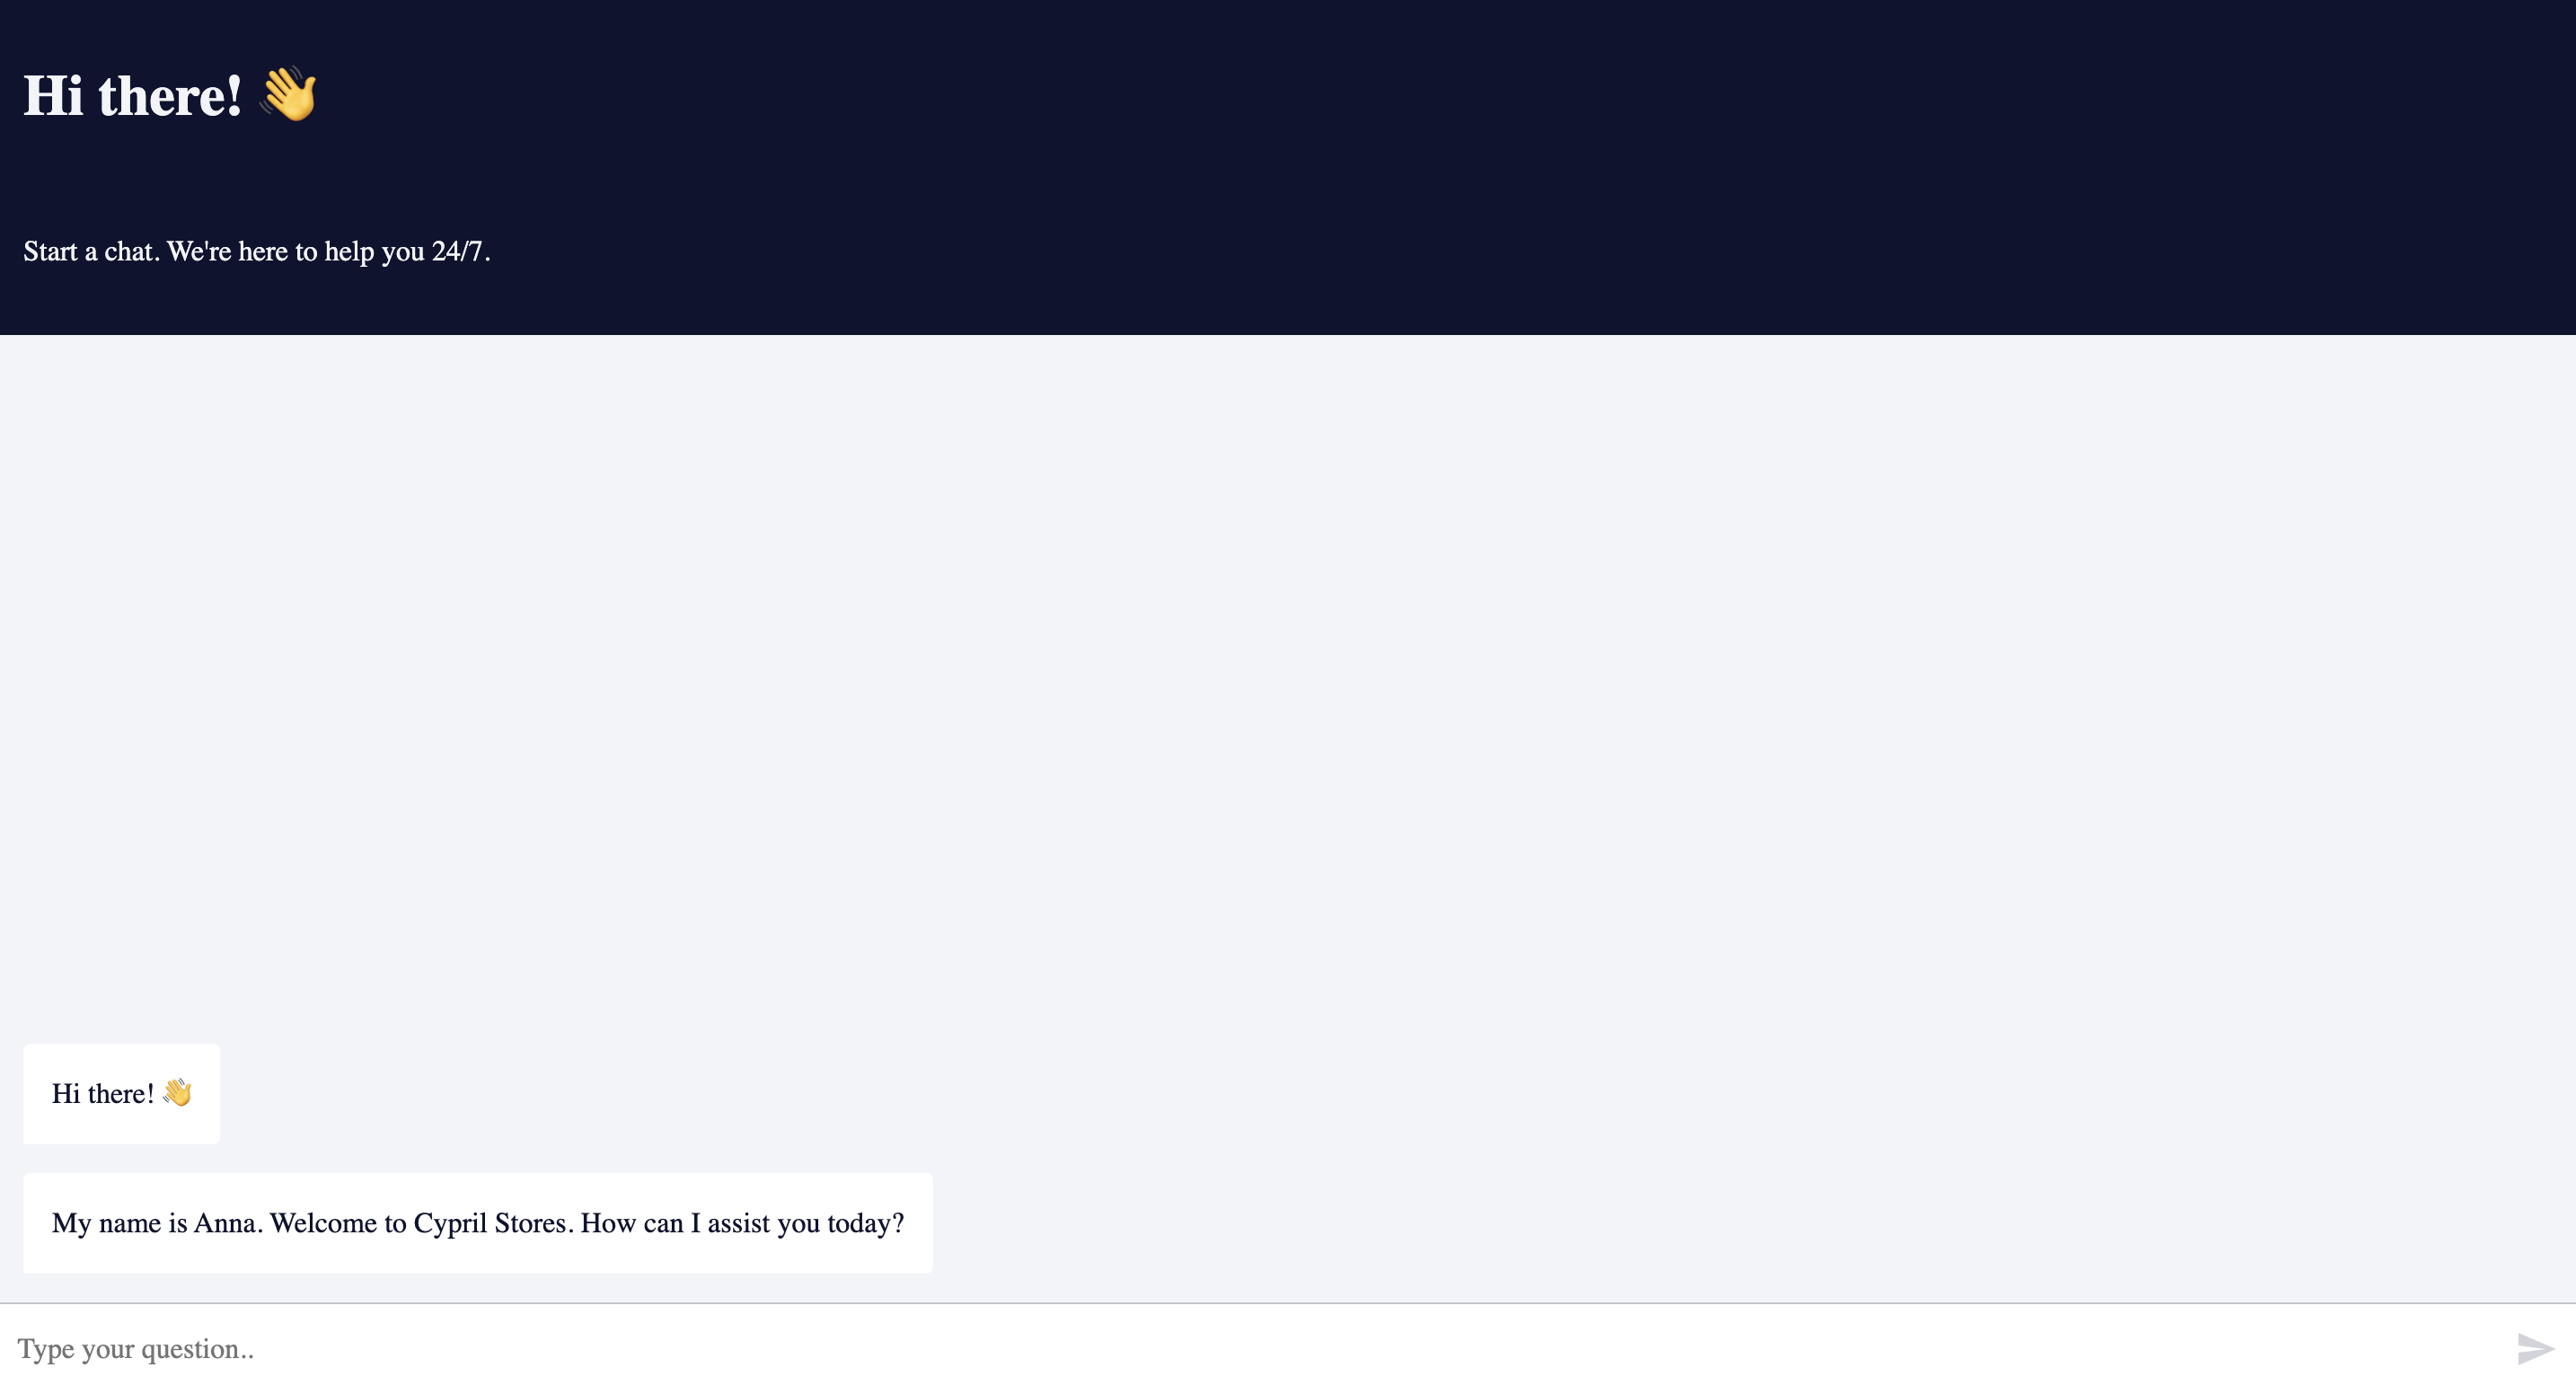 Hi there! 👋
Start a chat. We're here to help you 24/7.
Hi there! 👋
My name is Anna. Welcome to Cypril Stores. How can I assist you today?
Type your question..